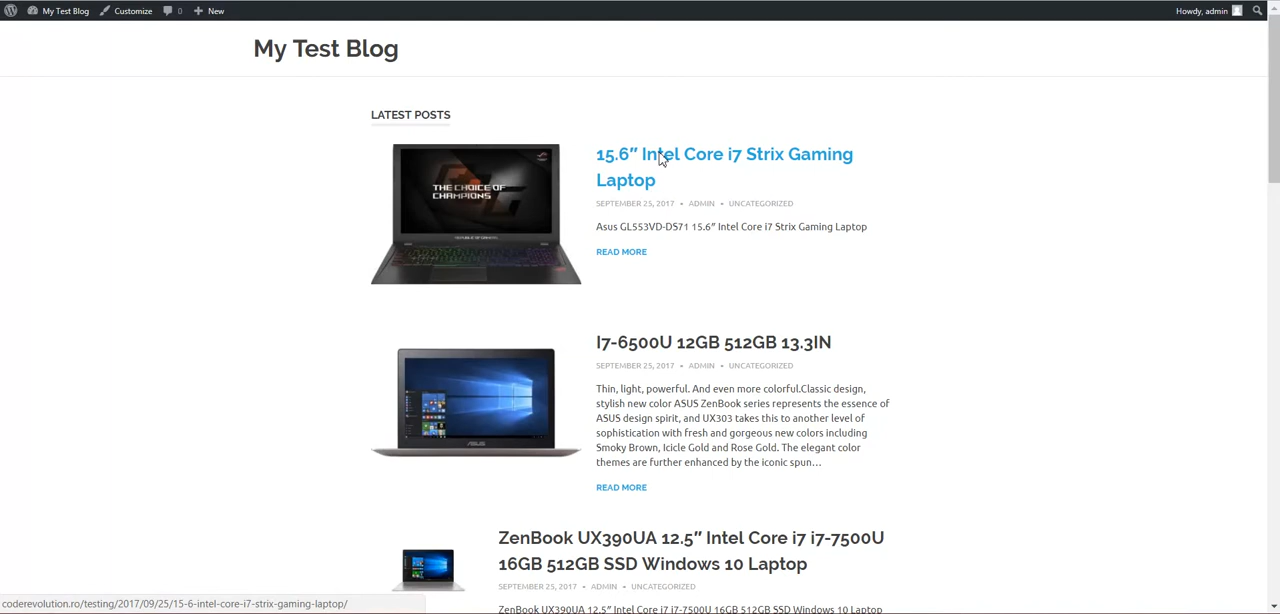 My Test Blog Customize 0 New Howdy, admin
My Test Blog
LATEST POSTS
THE CHOICE OF
CHAMPIONS
15.6″ Intel Core i7 Strix Gaming
Laptop
SEPTEMBER 25, 2017 • ADMIN • UNCATEGORIZED
Asus GL553VD-DS71 15.6″ Intel Core i7 Strix Gaming Laptop
READ MORE
ASUS
I7-6500U 12GB 512GB 13.3IN
SEPTEMBER 25, 2017 • ADMIN • UNCATEGORIZED
Thin, light, powerful. And even more colorful.Classic design,
stylish new color ASUS ZenBook series represents the essence of
ASUS design spirit, and UX303 takes this to another level of
sophistication with fresh and gorgeous new colors including
Smoky Brown, Icicle Gold and Rose Gold. The elegant color
themes are further enhanced by the iconic spun…
READ MORE
ZenBook UX390UA 12.5″ Intel Core i7 i7-7500U
16GB 512GB SSD Windows 10 Laptop
SEPTEMBER 25, 2017 • ADMIN • UNCATEGORIZED
ZenBook UX390UA 12.5″ Intel Core i7 i7-7500U 16GB 512GB SSD Windows 10 Laptop
coderevolution.ro/testing/2017/09/25/15-6-intel-core-i7-strix-gaming-laptop/